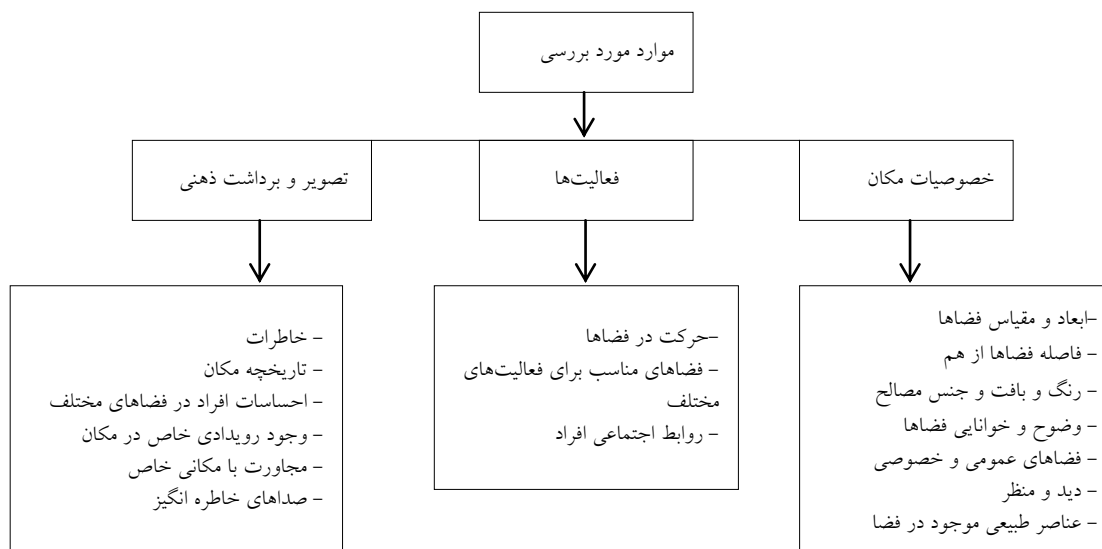 موارد مورد بررسی
خصوصیات مکان
فعالیت‌ها
تصویر و برداشت ذهنی
–ابعاد و مقیاس فضاها
– فاصله فضاها از هم
– رنگ و بافت و جنس مصالح
– وضوح و خوانایی فضاها
– فضاهای عمومی و خصوصی
– دید و منظر
– عناصر طبیعی موجود در فضا
–حرکت در فضاها
– فضاهای مناسب برای فعالیت‌های
مختلف
– روابط اجتماعی افراد
– خاطرات
– تاریخچه مکان
– احساسات افراد در فضاهای مختلف
– وجود رویدادی خاص در مکان
– مجاورت با مکانی خاص
– صداهای خاطره انگیز